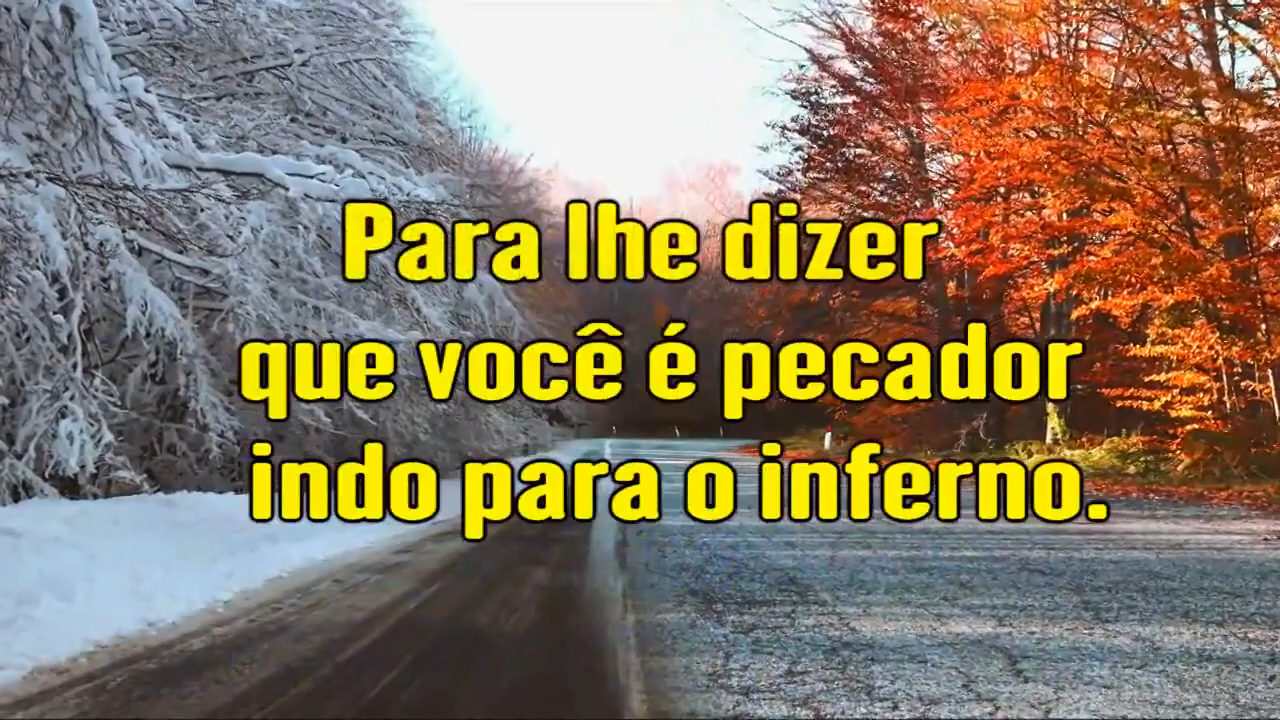 Para lhe dizer
que você é pecador
indo para o inferno.